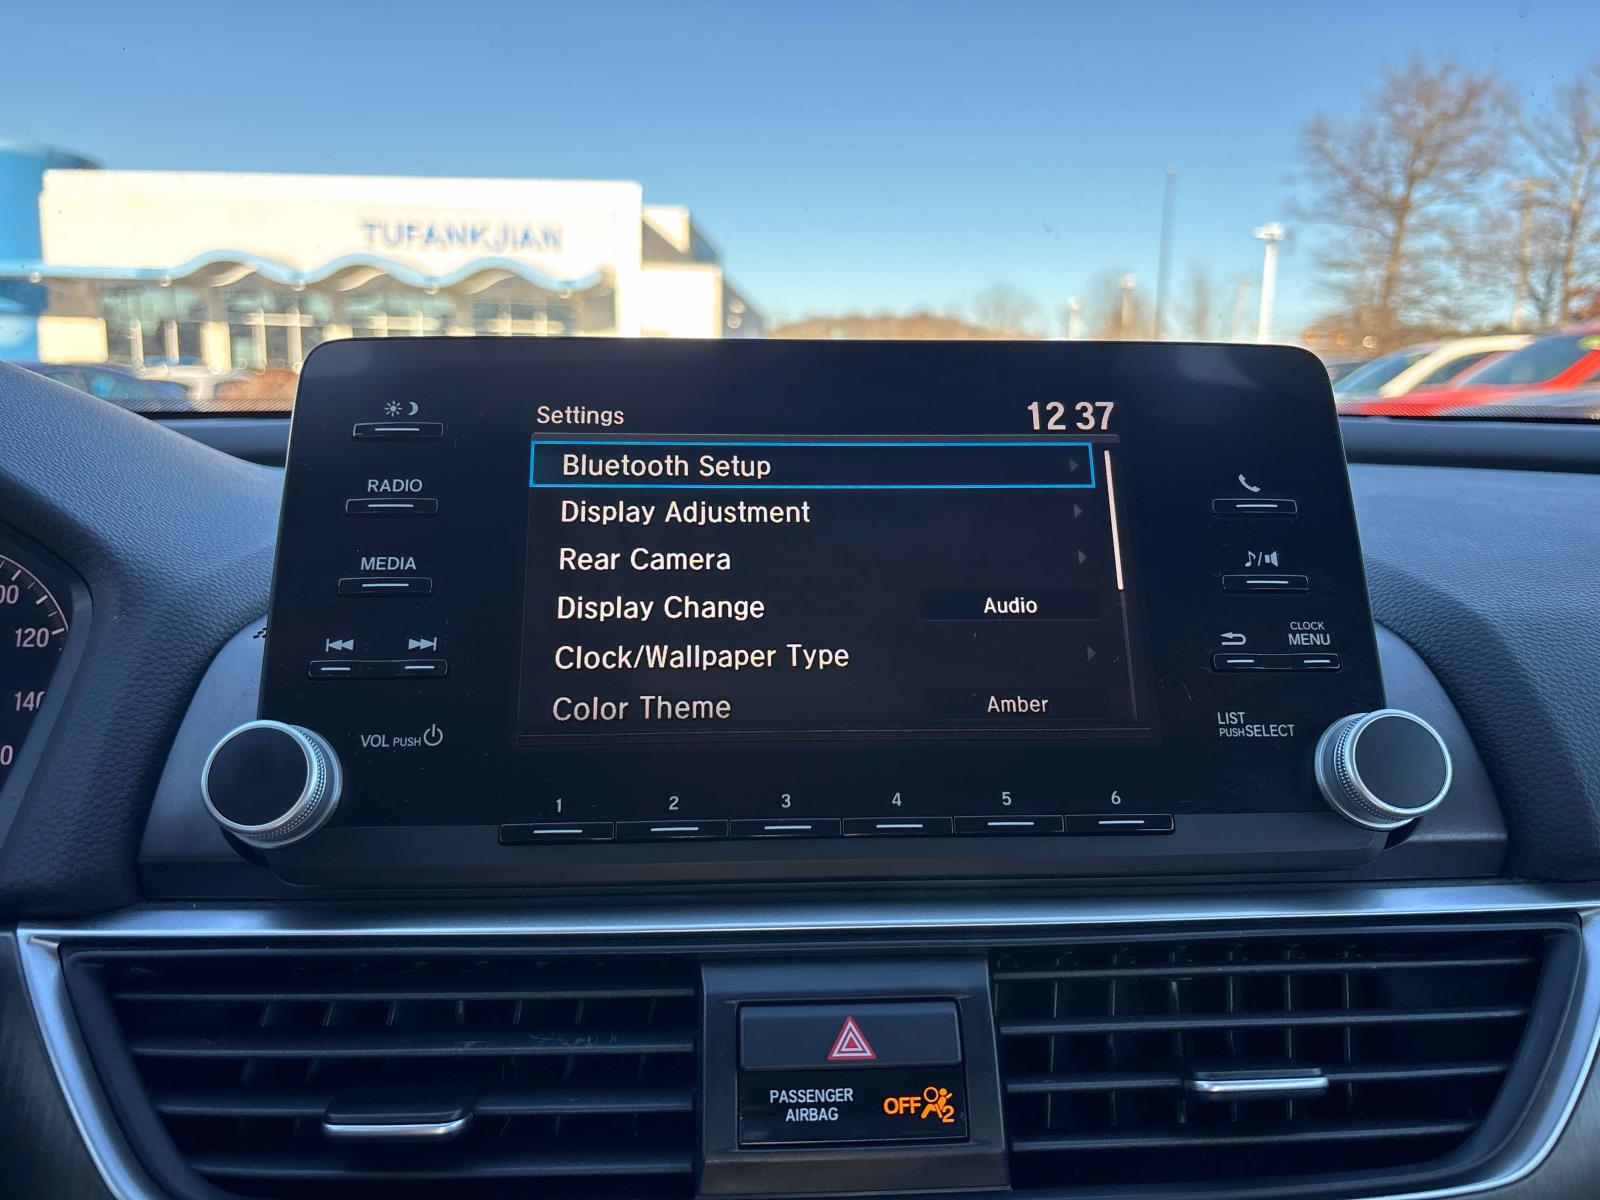 TUFANKJIAN
Settings
12 37
Bluetooth Setup
Display Adjustment
Rear Camera
Display Change Audio
Clock/Wallpaper Type
Color Theme Amber
RADIO
MEDIA
VOL PUSH
CLOCK
MENU
LIST
PUSH SELECT
1 2 3 4 5 6
120
PASSENGER
AIRBAG
OFF 2